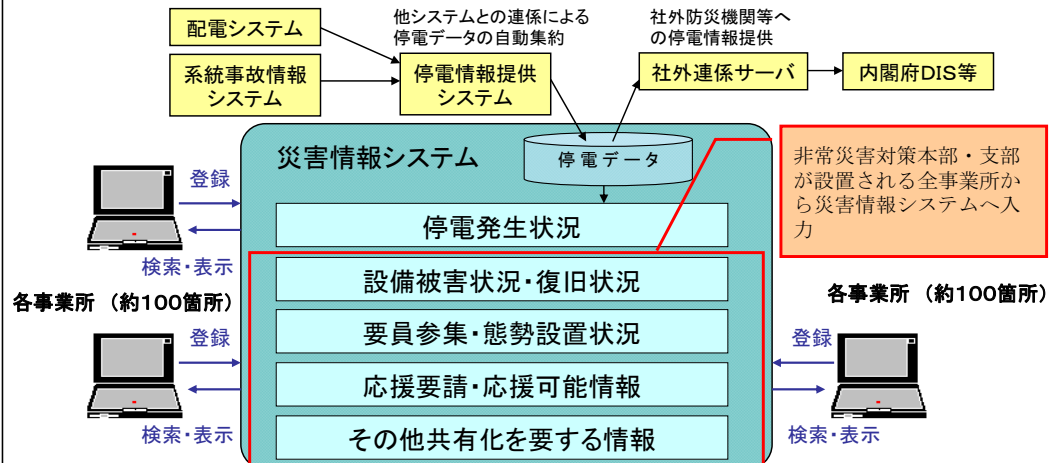 配電システム
他システムとの連係による
停電データの自動集約
社外防災機関等へ
の停電情報提供
系統事故情報
システム
停電情報提供
システム
社外連係サーバ
内閣府DIS等
災害情報システム
停電データ
非常災害対策本部・支部
が設置される全事業所か
ら災害情報システムへ入
力
登録
検索・表示
停電発生状況
設備被害状況・復旧状況
各事業所 (約100箇所)
各事業所 (約100箇所)
要員参集・態勢設置状況
登録
登録
応援要請・応援可能情報
検索・表示
検索・表示
その他共有化を要する情報